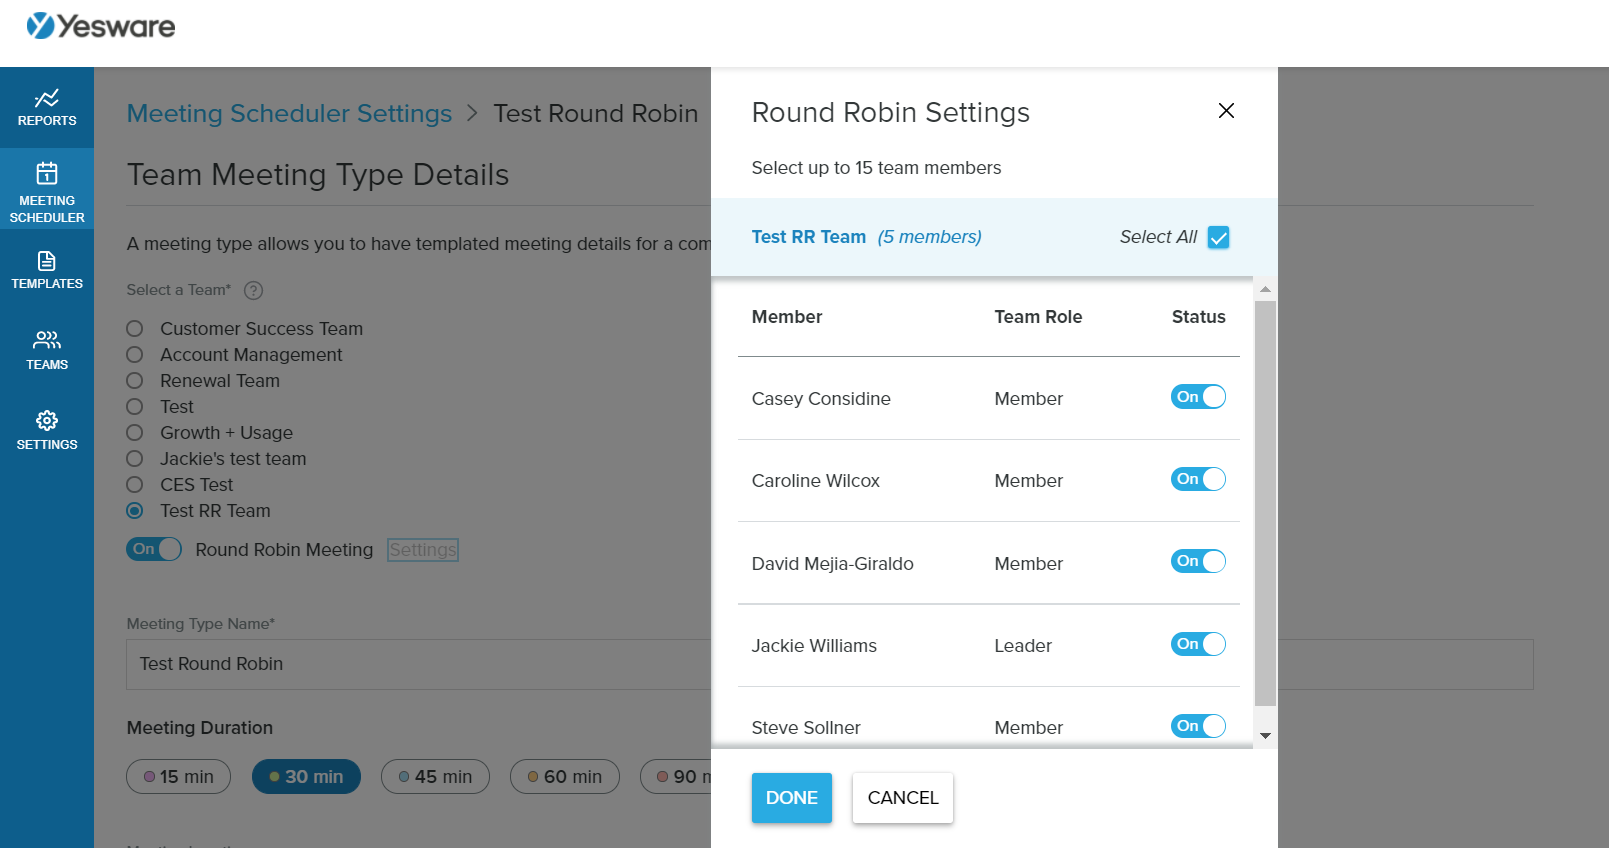 Yesware
REPORTS
1
MEETING
SCHEDULER
TEMPLATES
TEAMS
SETTINGS
Meeting Scheduler Settings > Test Round Robin
Team Meeting Type Details
A meeting type allows you to have templated meeting details for a com
Select a Team* ?
Customer Success Team
Account Management
Renewal Team
Test
Growth + Usage
Jackie's test team
CES Test
Test RR Team
On Round Robin Meeting Settings
Meeting Type Name*
Test Round Robin
Meeting Duration
15 min 30 min 45 min 60 min 90 m
Round Robin Settings
Select up to 15 team members
Test RR Team (5 members) Select All
Member Team Role Status
Casey Considine Member On
Caroline Wilcox Member On
David Mejia-Giraldo Member On
Jackie Williams Leader On
Steve Sollner Member On
DONE CANCEL